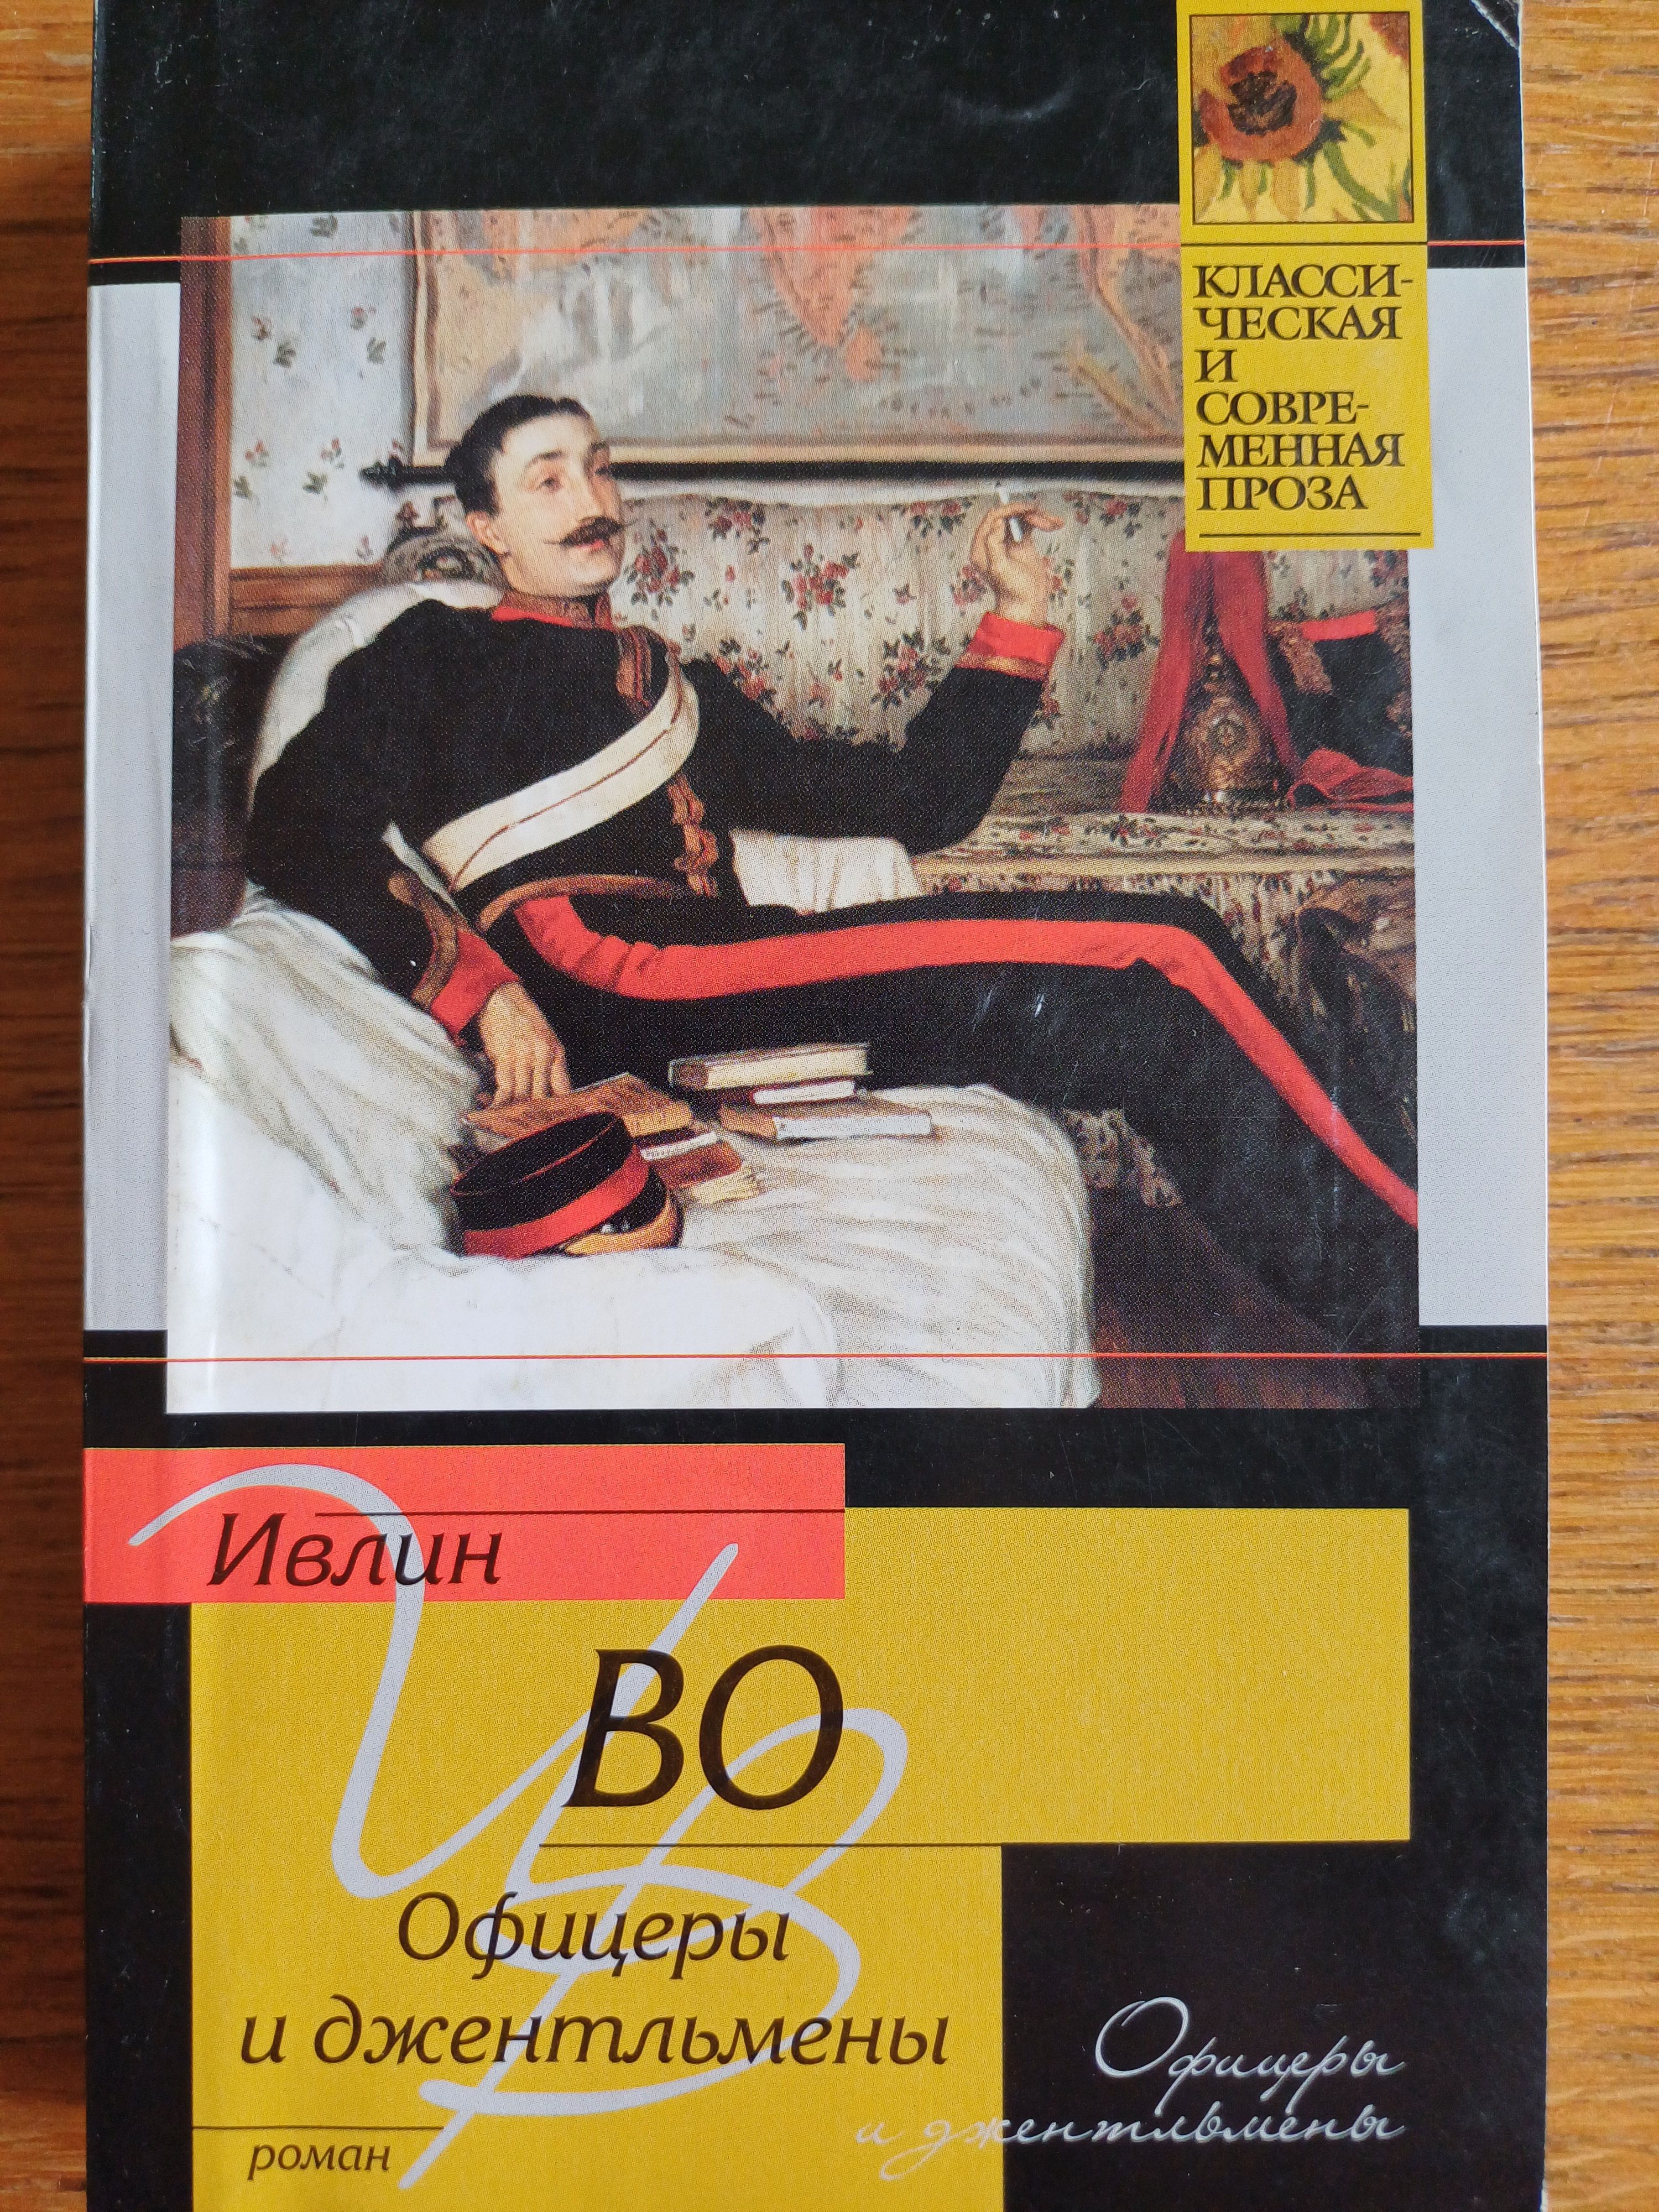 КЛАССИ-
ЧЕСКАЯ
И
СОВРЕ-
МЕННАЯ
ПРОЗА
Ивлин
ВО
Офицеры
и джентльмены
роман
Офицеры
и джентльмены